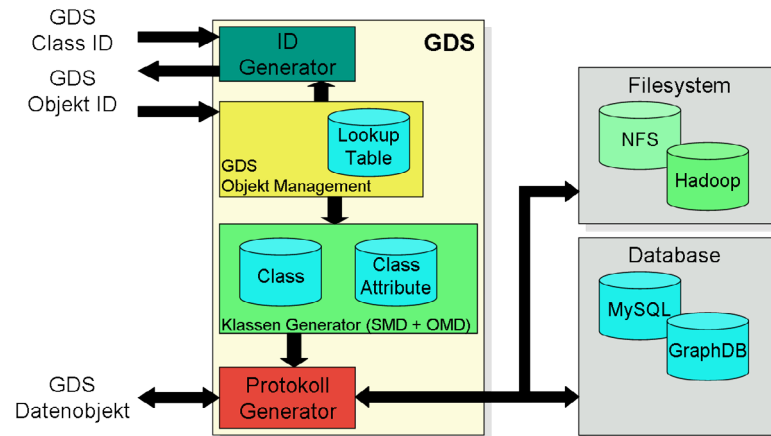 GDS
Class ID
GDS
Objekt ID
GDS
Datenobjekt
GDS
ID
Generator
Lookup
Table
GDS
Objekt Management
Class
Class
Attribute
Klassen Generator (SMD + OMD)
Protokoll
Generator
Filesystem
NFS
Hadoop
Database
MySQL
GraphDB